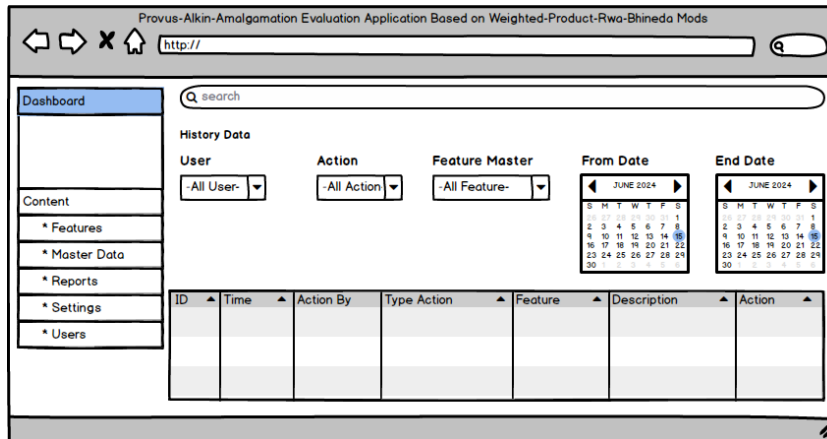 Provus-Alkin-Amalgamation Evaluation Application Based on Weighted-Product-Rwa-Bhineda Mods
http://
Dashboard
search
History Data
User Action Feature Master From Date End Date
-All User- -All Action- -All Feature-
JUNE 2024 JUNE 2024
S M T W T F S S M T W T F S
26 27 28 29 30 31 1 26 27 28 29 30 31 1
2 3 4 5 6 7 8 2 3 4 5 6 7 8
9 10 11 12 13 14 15 9 10 11 12 13 14 15
16 17 18 19 20 21 22 16 17 18 19 20 21 22
23 24 25 26 27 28 29 23 24 25 26 27 28 29
30 1 2 3 4 5 6 30 1 2 3 4 5 6
Content
* Features
* Master Data
* Reports
* Settings
* Users
ID Time Action By Type Action Feature Description Action